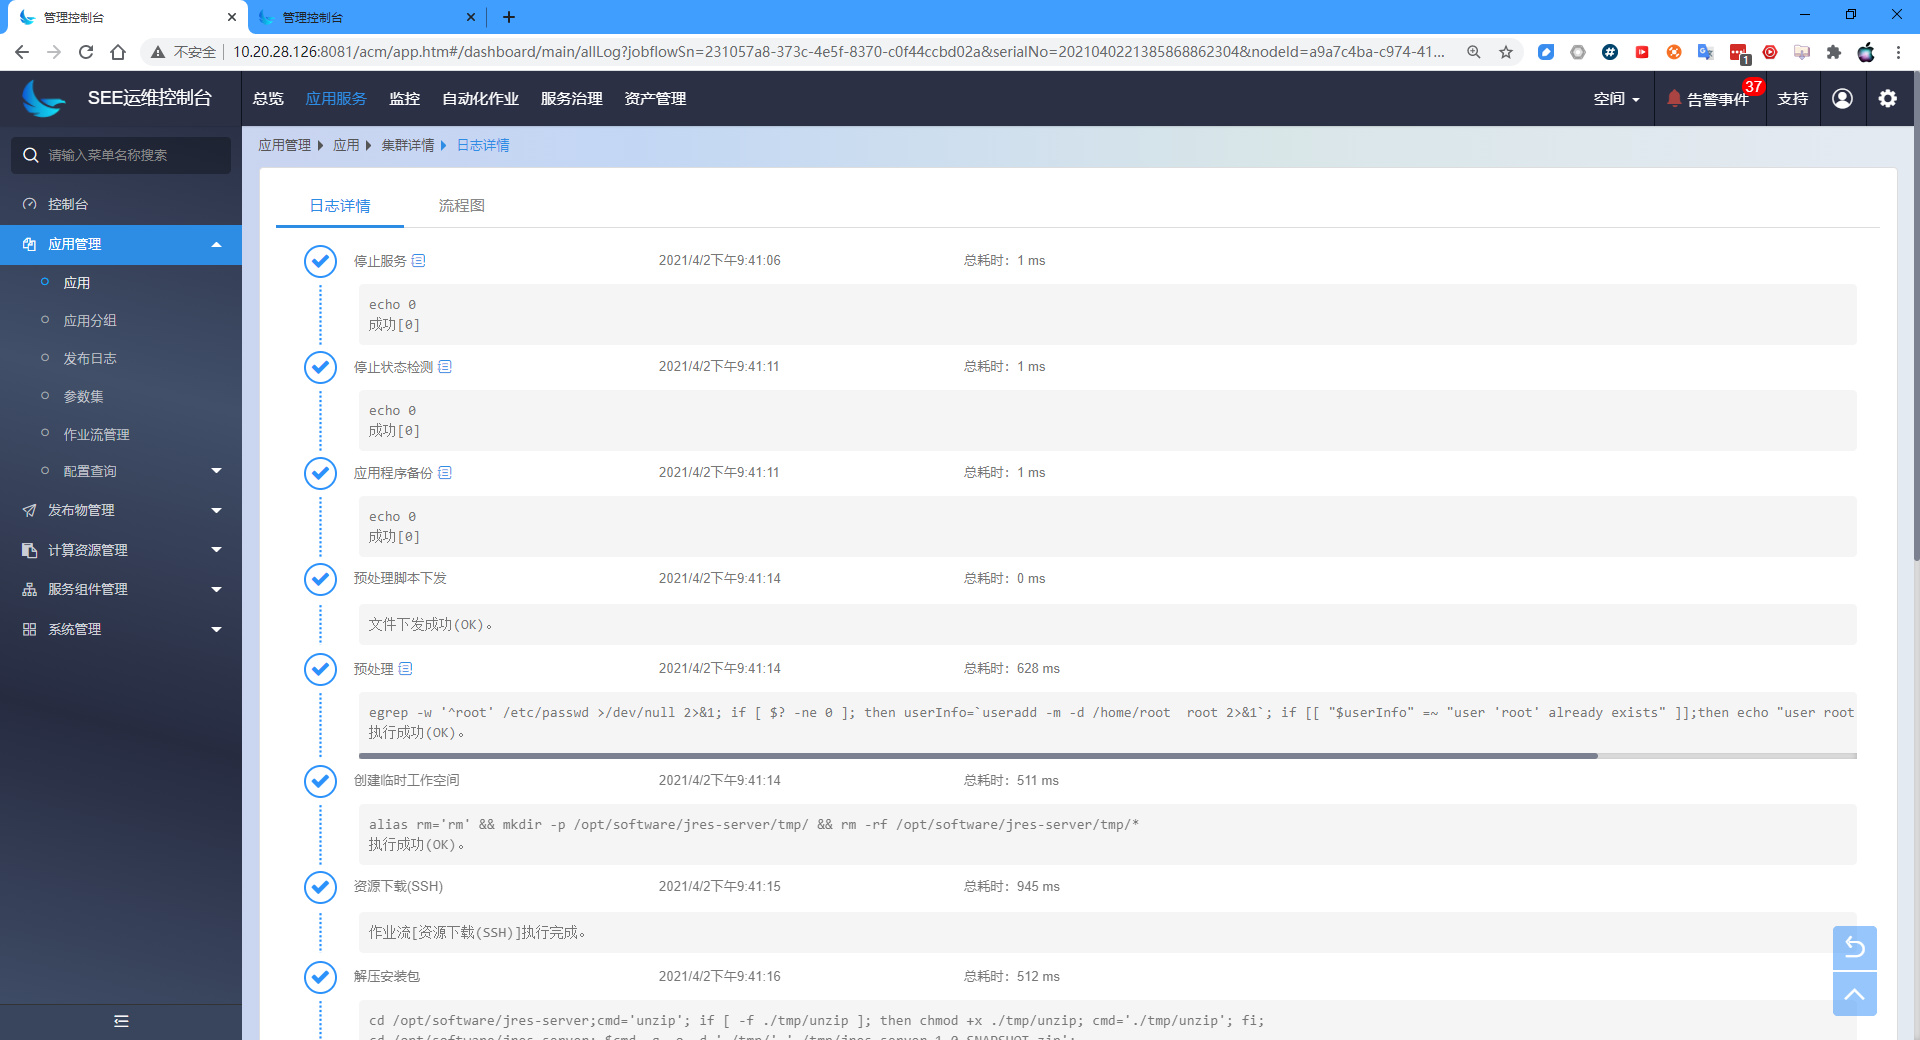 管理控制台
管理控制台
不安全
10.20.28.126:8081/acm/app.htm#/dashboard/main/allLog?jobflowSn=231057a8-373c-4e5f-8370-c0f44ccbd02a&serialNo=20210402213858688​62304&nodeId=a9a7c4ba-c974-41...
1
SEE运维控制台
总览
应用服务
监控
自动化作业
服务治理
资产管理
空间
告警事件
37
支持
请输入菜单名称搜索
控制台
应用管理
应用
应用分组
发布日志
参数集
作业流管理
配置查询
发布物管理
计算资源管理
服务组件管理
系统管理
应用管理 应用 集群详情 日志详情
日志详情
流程图
停止服务 2021/4/2下午9:41:06 总耗时：1 ms
echo 0
成功[0]
停止状态检测 2021/4/2下午9:41:11 总耗时：1 ms
echo 0
成功[0]
应用程序备份 2021/4/2下午9:41:11 总耗时：1 ms
echo 0
成功[0]
预处理脚本下发 2021/4/2下午9:41:14 总耗时：0 ms
文件下发成功(OK)。
预处理 2021/4/2下午9:41:14 总耗时：628 ms
egrep -w '^root' /etc/passwd >/dev/null 2>&1; if [ $? -ne 0 ]; then userInfo=`useradd -m -d /home/root  root 2>&1`; if [[ "$userInfo" =~ "user 'root' already exists" ]];then echo "user root
执行成功(OK)。
创建临时工作空间 2021/4/2下午9:41:14 总耗时：511 ms
alias rm='rm' && mkdir -p /opt/software/jres-server/tmp/ && rm -rf /opt/software/jres-server/tmp/*
执行成功(OK)。
资源下载(SSH) 2021/4/2下午9:41:15 总耗时：945 ms
作业流[资源下载(SSH)]执行完成。
解压安装包 2021/4/2下午9:41:16 总耗时：512 ms
cd /opt/software/jres-server;cmd='unzip'; if [ -f ./tmp/unzip ]; then chmod +x ./tmp/unzip; cmd='./tmp/unzip'; fi;